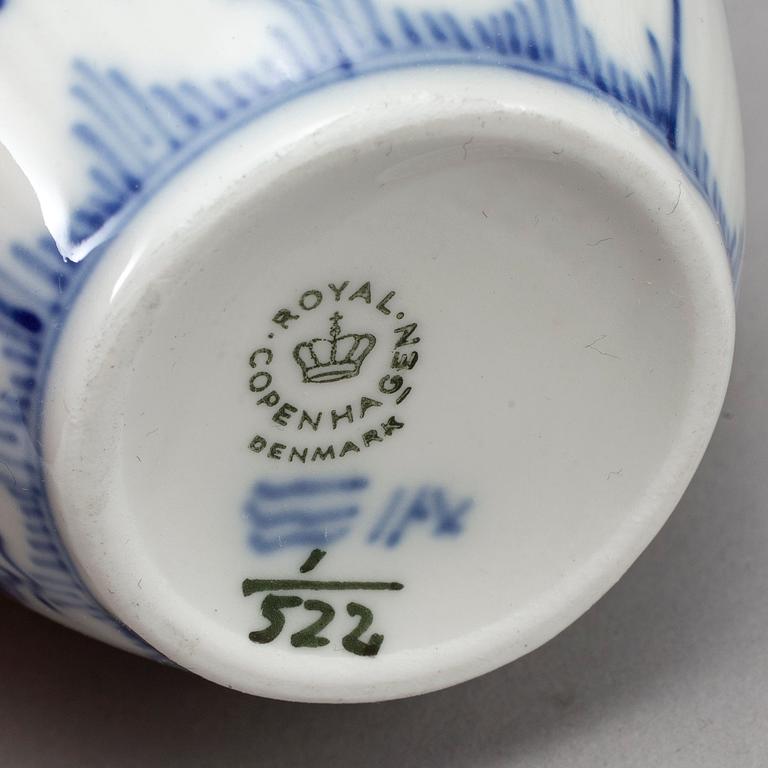 ROYAL
COPENHAGEN
DENMARK
1
522